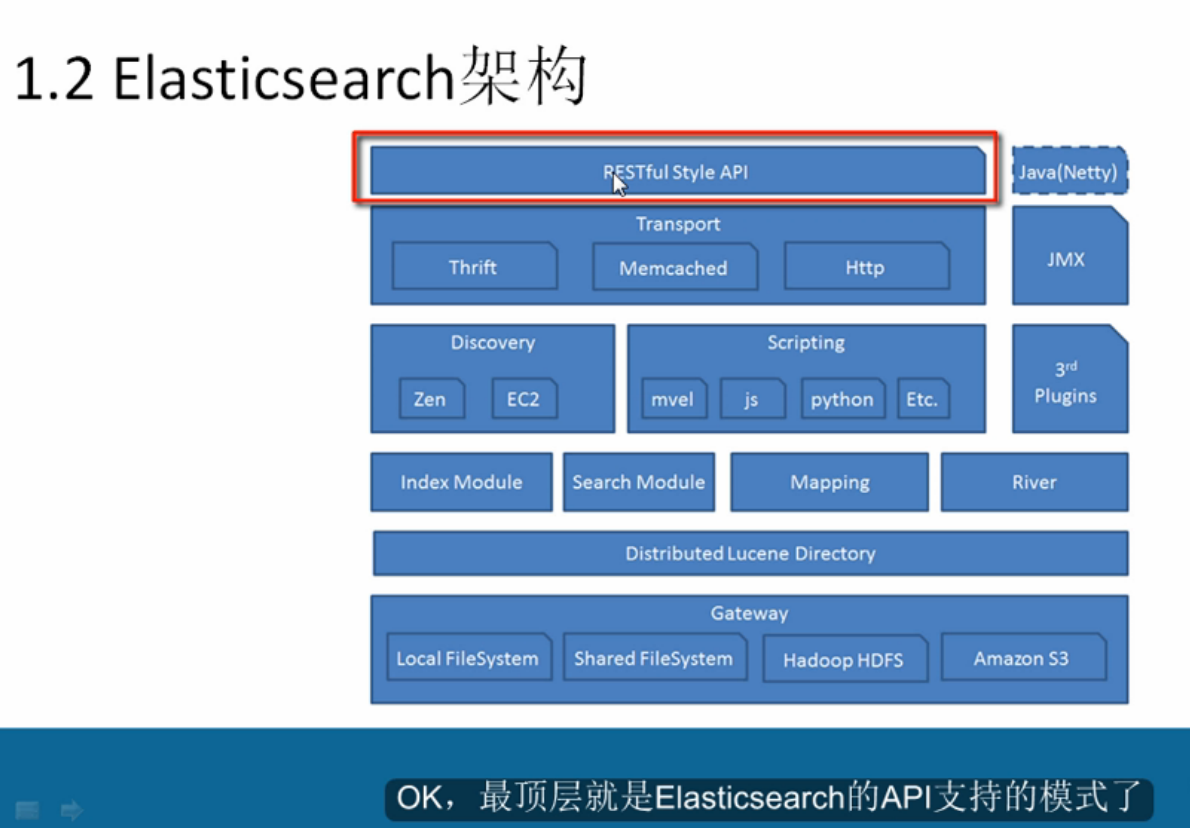 1.2 Elasticsearch架构
RESTful Style API
Java(Netty)
Transport
Thrift
Memcached
Http
JMX
Discovery
Zen
EC2
Scripting
mvel
js
python
Etc.
3rd
Plugins
Index Module
Search Module
Mapping
River
Distributed Lucene Directory
Gateway
Local FileSystem
Shared FileSystem
Hadoop HDFS
Amazon S3
OK，最顶层就是Elasticsearch的API支持的模式了